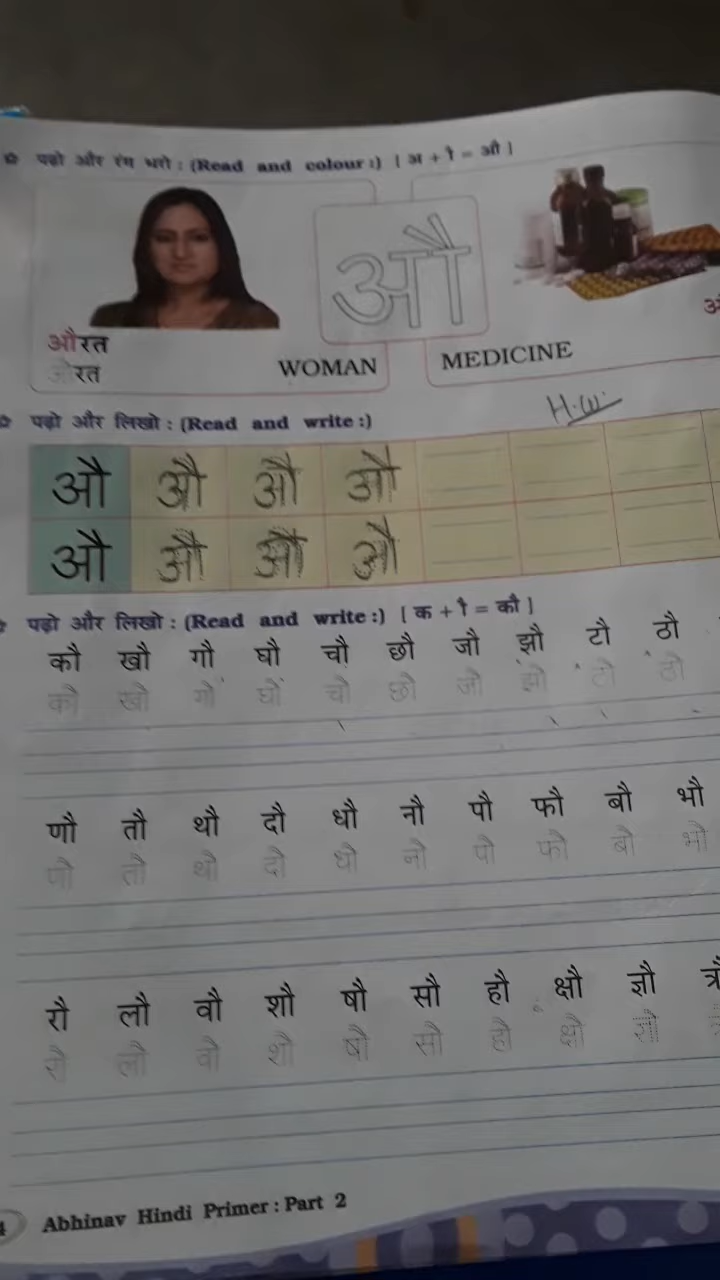 पढ़ो और रंग भरो : (Read and colour:) [ अ + ौ = औ ]
औ
औरत
औरत
WOMAN
MEDICINE
पढ़ो और लिखो : (Read and write:)
H.W.
औ औ औ औ
औ औ औ औ
पढ़ो और लिखो : (Read and write:) [ क + ौ = कौ ]
कौ खौ गौ घौ चौ छौ जौ झौ टौ ठौ
कौ खौ गौ घौ चौ छौ जौ झौ टौ ठौ
णौ तौ थौ दौ धौ नौ पौ फौ बौ भौ
णौ तौ थौ दौ धौ नौ पौ फौ बौ भौ
रौ लौ वौ शौ षौ सौ हौ क्षौ ज्ञौ त्रौ
रौ लौ वौ शौ षौ सौ हौ क्षौ ज्ञौ
Abhinav Hindi Primer : Part 2